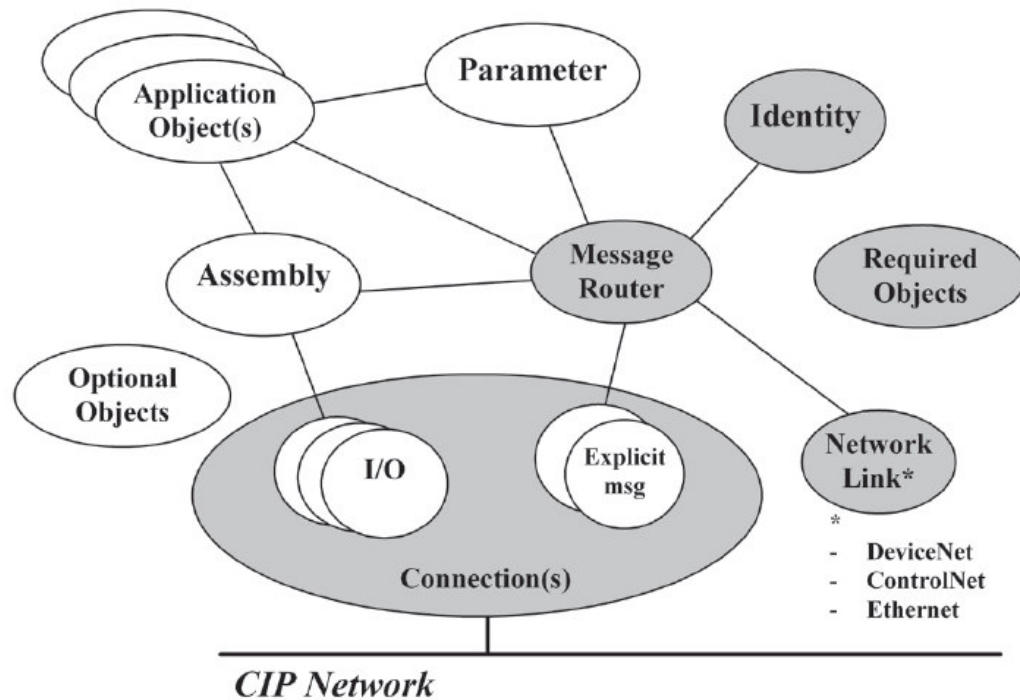 Application
Object(s)
Parameter
Identity
Assembly
Message
Router
Required
Objects
Optional
Objects
I/O
Explicit
msg
Network
Link*
Connection(s)
*
- DeviceNet
- ControlNet
- Ethernet
CIP Network